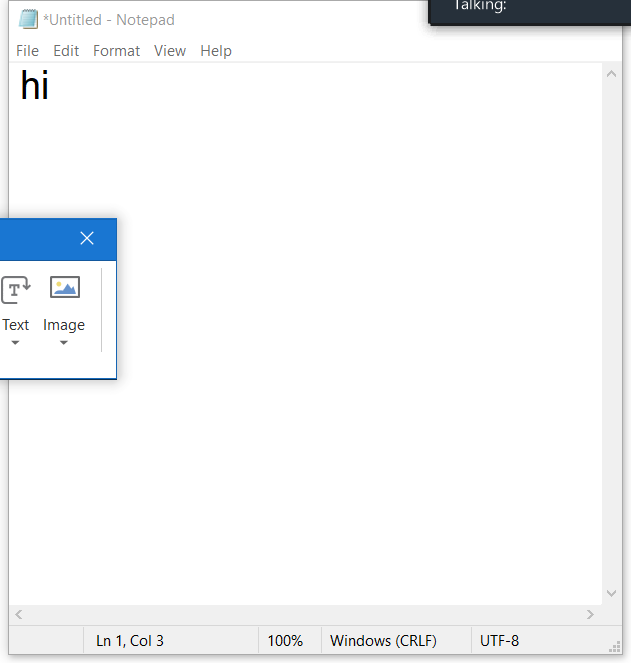 Talking:
*Untitled - Notepad
File Edit Format View Help
hi
Text Image
Ln 1, Col 3 100% Windows (CRLF) UTF-8